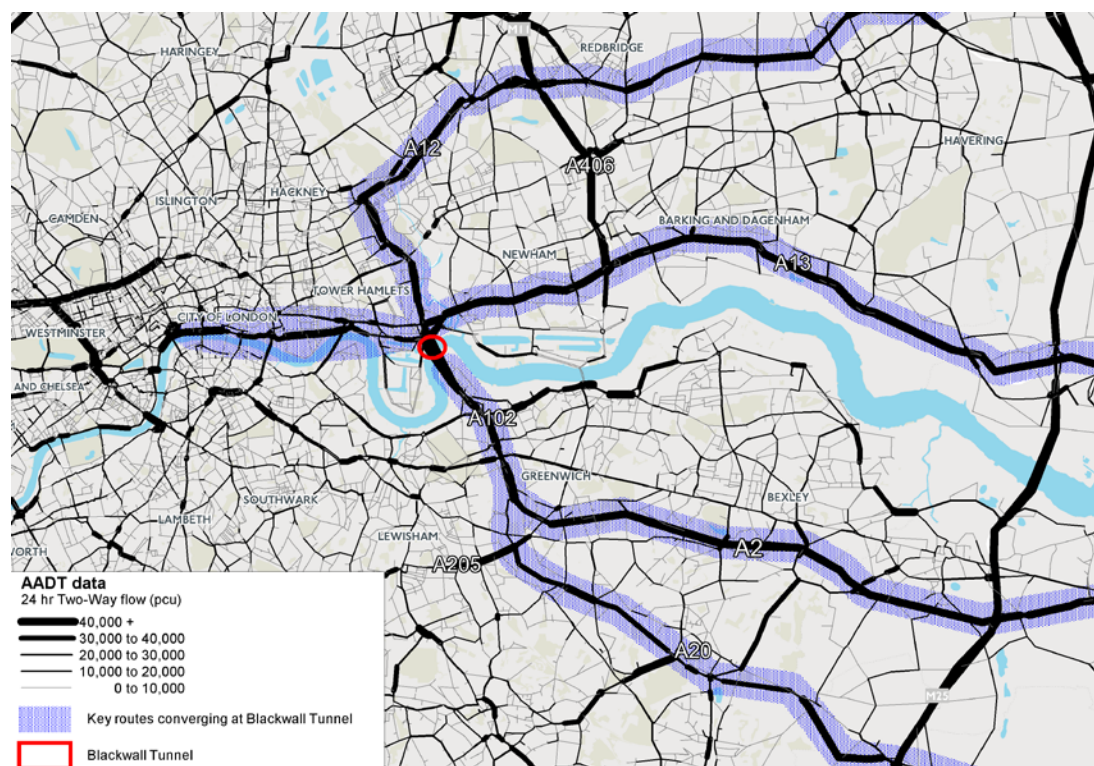 M11
REDBRIDGE
HARINGEY
HAVERING
A12
A406
HACKNEY
ISLINGTON
CAMDEN
BARKING AND DAGENHAM
NEWHAM
A13
TOWER HAMLETS
CITY OF LONDON
WESTMINSTER
AND CHELSEA
A102
GREENWICH
BEXLEY
SOUTHWARK
LAMBETH
LEWISHAM
WORTH
A2
A205
A20
M25
AADT data
24 hr Two-Way flow (pcu)
40,000 +
30,000 to 40,000
20,000 to 30,000
10,000 to 20,000
0 to 10,000
Key routes converging at Blackwall Tunnel
Blackwall Tunnel